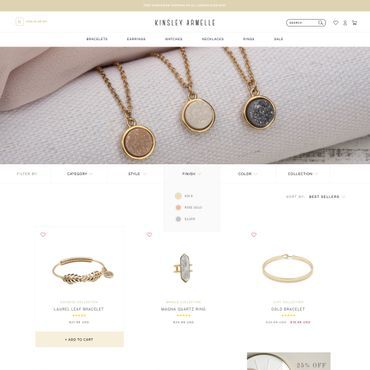 KINSLEY ARMELLE
SEARCH
BRACELETS
EARRINGS
WATCHES
NECKLACES
RINGS
SALE
FILTER BY:
CATEGORY
STYLE
FINISH
COLOR
COLLECTION
GOLD
ROSE GOLD
SILVER
SORT BY: BEST SELLERS
LAUREL LEAF BRACELET
MAGNA QUARTZ RING
GOLD BRACELET
+ ADD TO CART
25% OFF